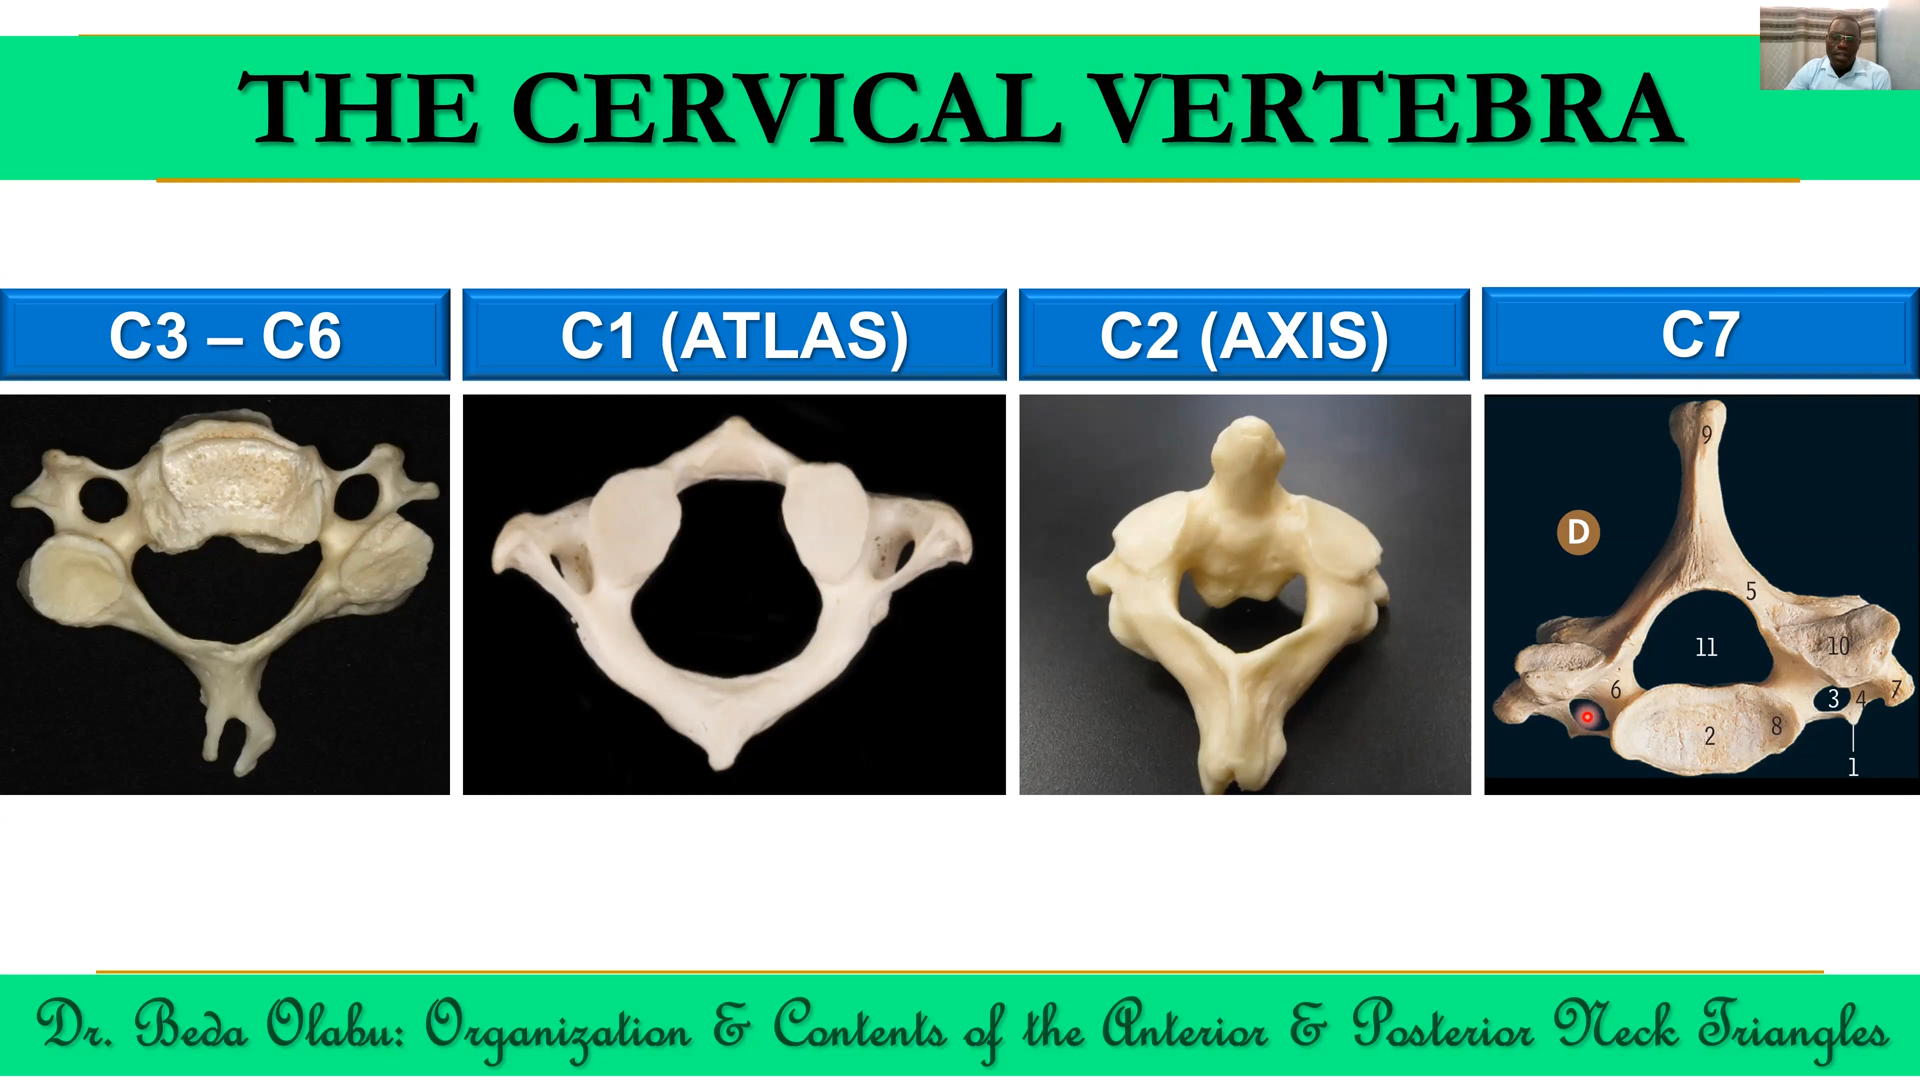 THE CERVICAL VERTEBRA
C3 – C6
C1 (ATLAS)
C2 (AXIS)
C7
9
D
5
11
10
6
3
4
7
2
8
1
Dr. Beda Olabu: Organization & Contents of the Anterior & Posterior Neck Triangles